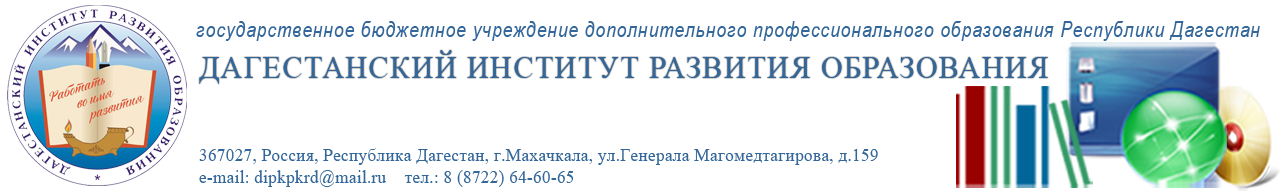 государственное бюджетное учреждение дополнительного профессионального образования Республики Дагестан
ДАГЕСТАНСКИЙ ИНСТИТУТ РАЗВИТИЯ ОБРАЗОВАНИЯ
ДАГЕСТАНСКИЙ ИНСТИТУТ РАЗВИТИЯ ОБРАЗОВАНИЯ *
Работать
во имя
развития
367027, Россия, Республика Дагестан, г.Махачкала, ул.Генерала Магомедтагирова, д.159
e-mail: dipkpkrd@mail.ru тел.: 8 (8722) 64-60-65